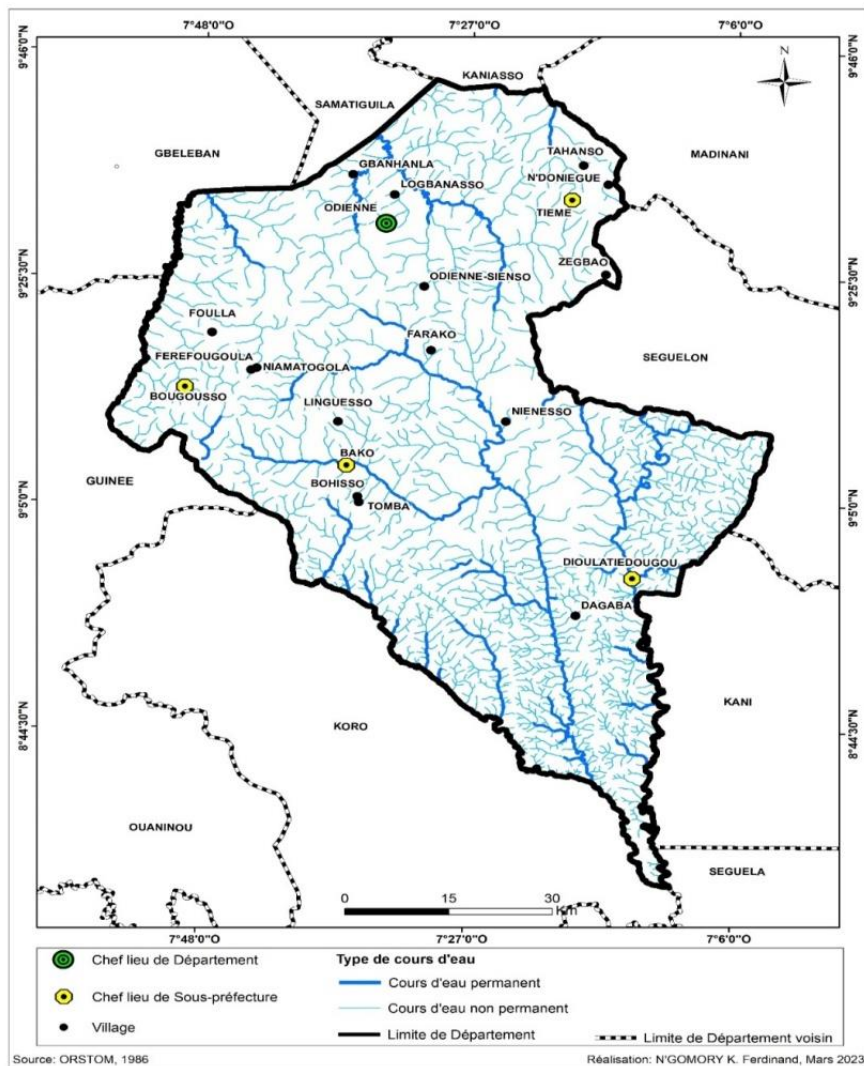 7°48'0"O 7°27'0"O 7°6'0"O
9°46'0"N 9°46'0"N
KANIASSO
SAMATIGUILA
GBELEBAN
MADINANI
TAHANSO
GBANHANLA
N'DONIEGUE
LOGBANASSO
ODIENNE
TIEME
ZEGBAO
9°25'0"N 9°25'0"N
ODIENNE-SIENSO
FOULLA
FARAKO
FEREFOUGOULA
NIAMATOGOLA
SEGUELON
BOUGOUSSO
LINGUESSO
NIENESSO
BAKO
GUINEE
BOHISSO
TOMBA
9°5'0"N 9°5'0"N
DIOULATIEDOUGOU
DAGABA
KANI
KORO
8°44'0"N 8°44'0"N
OUANINOU
SEGUELA
0 15 30
Km
7°48'0"O 7°27'0"O 7°6'0"O
Chef lieu de Département
Chef lieu de Sous-préfecture
Village
Type de cours d'eau
Cours d'eau permanent
Cours d'eau non permanent
Limite de Département
Limite de Département voisin
N
Source: ORSTOM, 1986
Réalisation: N'GOMORY K. Ferdinand, Mars 2023